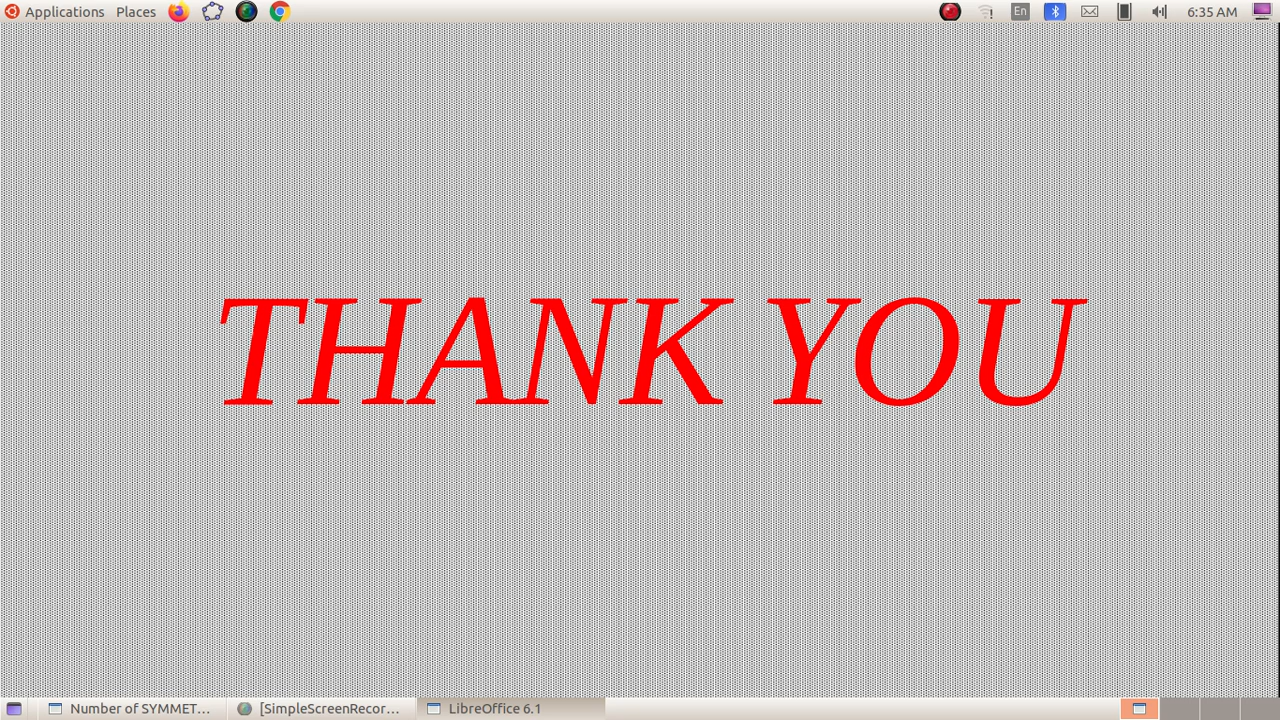 Applications Places En 6:35 AM
THANK YOU
Number of SYMMET... [SimpleScreenRecor... LibreOffice 6.1